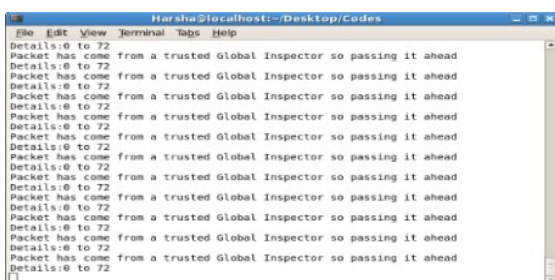 Harsha@localhost:~/Desktop/Codes
File Edit View Terminal Tabs Help
Details:0 to 72
Packet has come from a trusted Global Inspector so passing it ahead
Details:0 to 72
Packet has come from a trusted Global Inspector so passing it ahead
Details:0 to 72
Packet has come from a trusted Global Inspector so passing it ahead
Details:0 to 72
Packet has come from a trusted Global Inspector so passing it ahead
Details:0 to 72
Packet has come from a trusted Global Inspector so passing it ahead
Details:0 to 72
Packet has come from a trusted Global Inspector so passing it ahead
Details:0 to 72
Packet has come from a trusted Global Inspector so passing it ahead
Details:0 to 72
Packet has come from a trusted Global Inspector so passing it ahead
Details:0 to 72
Packet has come from a trusted Global Inspector so passing it ahead
Details:0 to 72
Packet has come from a trusted Global Inspector so passing it ahead
Details:0 to 72
Packet has come from a trusted Global Inspector so passing it ahead
Details:0 to 72